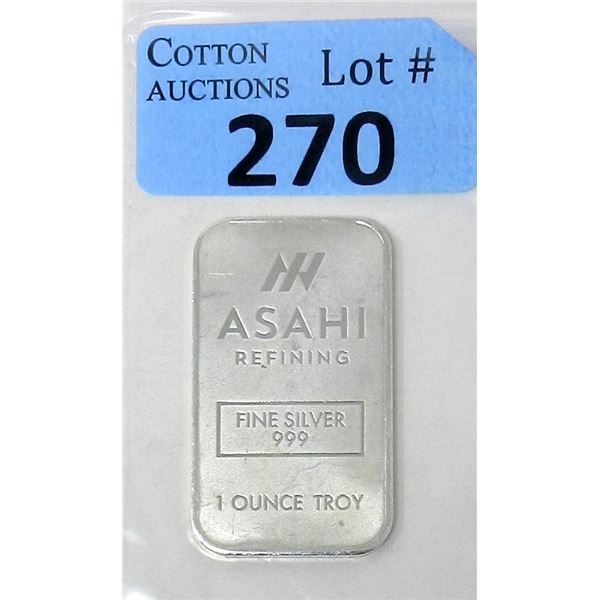 COTTON
AUCTIONS
Lot #
270
ASAHI
REFINING
FINE SILVER
999
1 OUNCE TROY